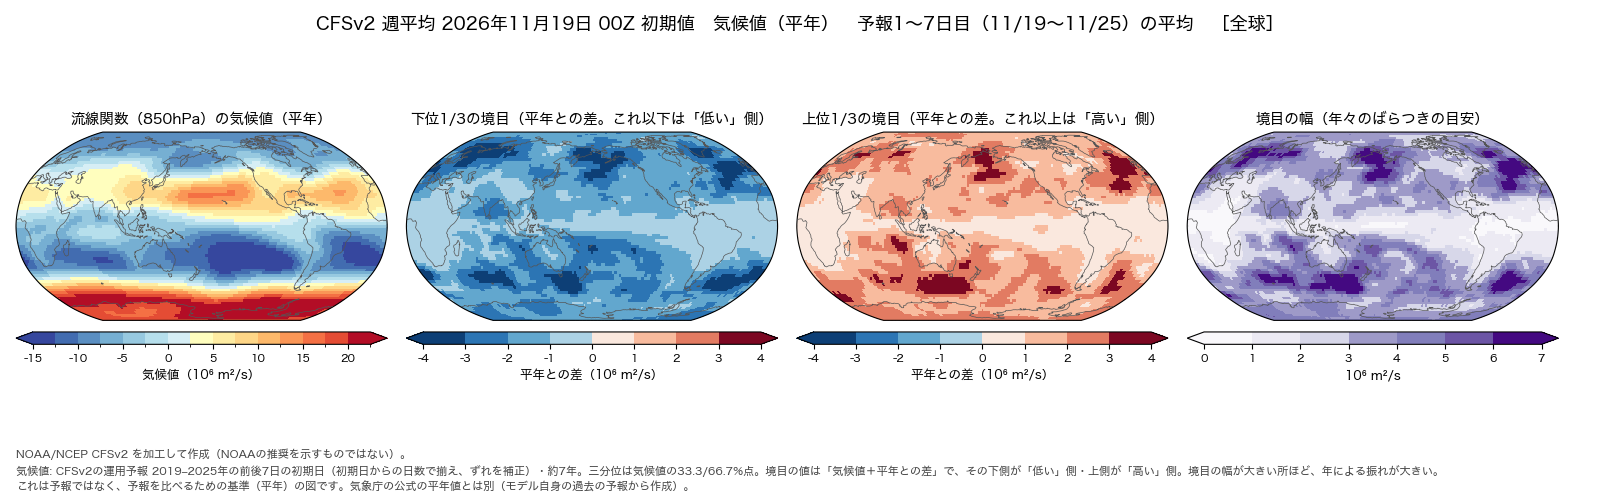 CFSv2 週平均 2026年11月19日 00Z 初期値　気候値（平年）　予報1〜7日目（11/19〜11/25）の平均　［全球］
流線関数（850hPa）の気候値（平年）
下位1/3の境目（平年との差。これ以下は「低い」側）
上位1/3の境目（平年との差。これ以上は「高い」側）
境目の幅（年々のばらつきの目安）
-15 -10 -5 0 5 10 15 20
-4 -3 -2 -1 0 1 2 3 4
-4 -3 -2 -1 0 1 2 3 4
0 1 2 3 4 5 6 7
気候値（10⁶ m²/s）
平年との差（10⁶ m²/s）
平年との差（10⁶ m²/s）
10⁶ m²/s
NOAA/NCEP CFSv2 を加工して作成（NOAAの推奨を示すものではない）。
気候値: CFSv2の運用予報 2019–2025年の前後7日の初期日（初期日からの日数で揃え、ずれを補正）・約7年。三分位は気候値の33.3/66.7%点。境目の値は「気候値＋平年との差」で、その下側が「低い」側・上側が「高い」側。境目の幅が大きい所ほど、年による振れが大きい。
これは予報ではなく、予報を比べるための基準（平年）の図です。気象庁の公式の平年値とは別（モデル自身の過去の予報から作成）。